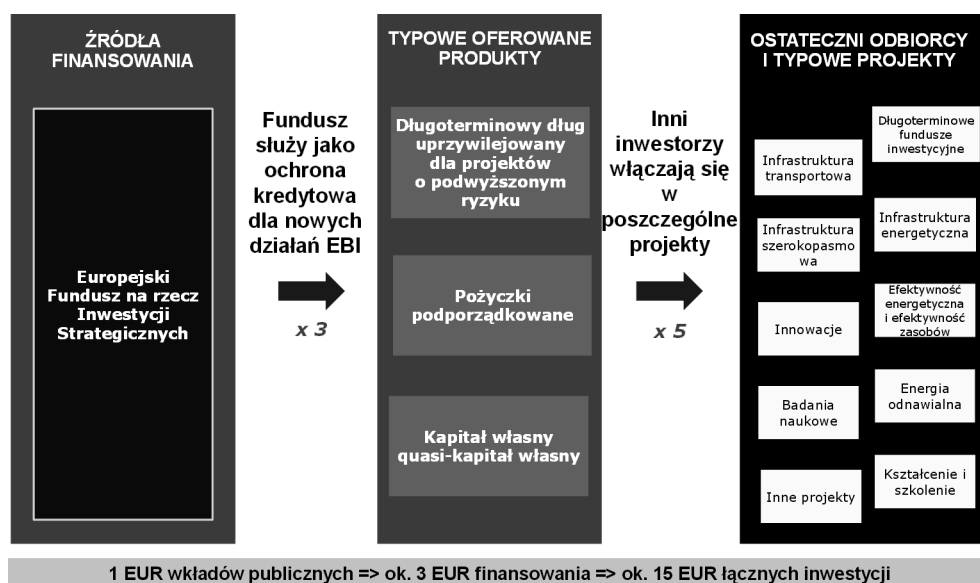 ŹRÓDŁA
FINANSOWANIA
Europejski
Fundusz na rzecz
Inwestycji
Strategicznych
Fundusz
służy jako
ochrona
kredytowa
dla nowych
działań EBI
x 3
TYPOWE OFEROWANE
PRODUKTY
Długoterminowy dług
uprzywilejowany
dla projektów
o podwyższonym
ryzyku
Pożyczki
podporządkowane
Kapitał własny
quasi-kapitał własny
Inni
inwestorzy
włączają się
w
poszczególne
projekty
x 5
OSTATECZNI ODBIORCY
I TYPOWE PROJEKTY
Długoterminowe
fundusze
inwestycyjne
Infrastruktura
transportowa
Infrastruktura
energetyczna
Infrastruktura
szerokopasmo
wa
Efektywność
energetyczna
i efektywność
zasobów
Innowacje
Energia
odnawialna
Badania
naukowe
Kształcenie i
szkolenie
Inne projekty
1 EUR wkładów publicznych => ok. 3 EUR finansowania => ok. 15 EUR łącznych inwestycji